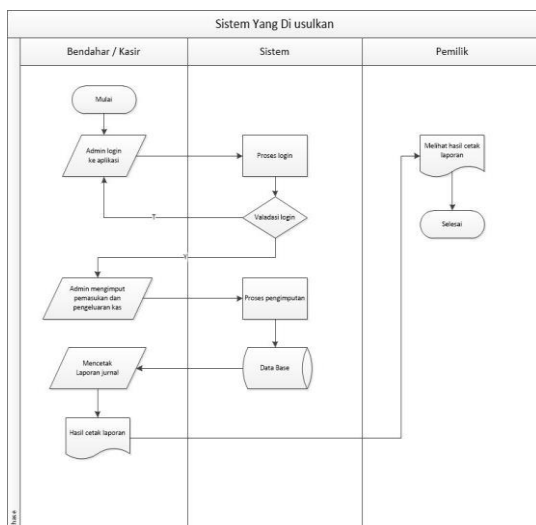 Sistem Yang Di usulkan
Bendahar / Kasir
Sistem
Pemilik
Mulai
Admin login
ke aplikasi
Proses login
Melihat hasil cetak
laporan
Valadasi login
Selesai
T
Y
Admin mengimput
pemasukan dan
pengeluaran kas
Proses pengimputan
Mencetak
Laporan jurnal
Data Base
Hasil cetak laporan